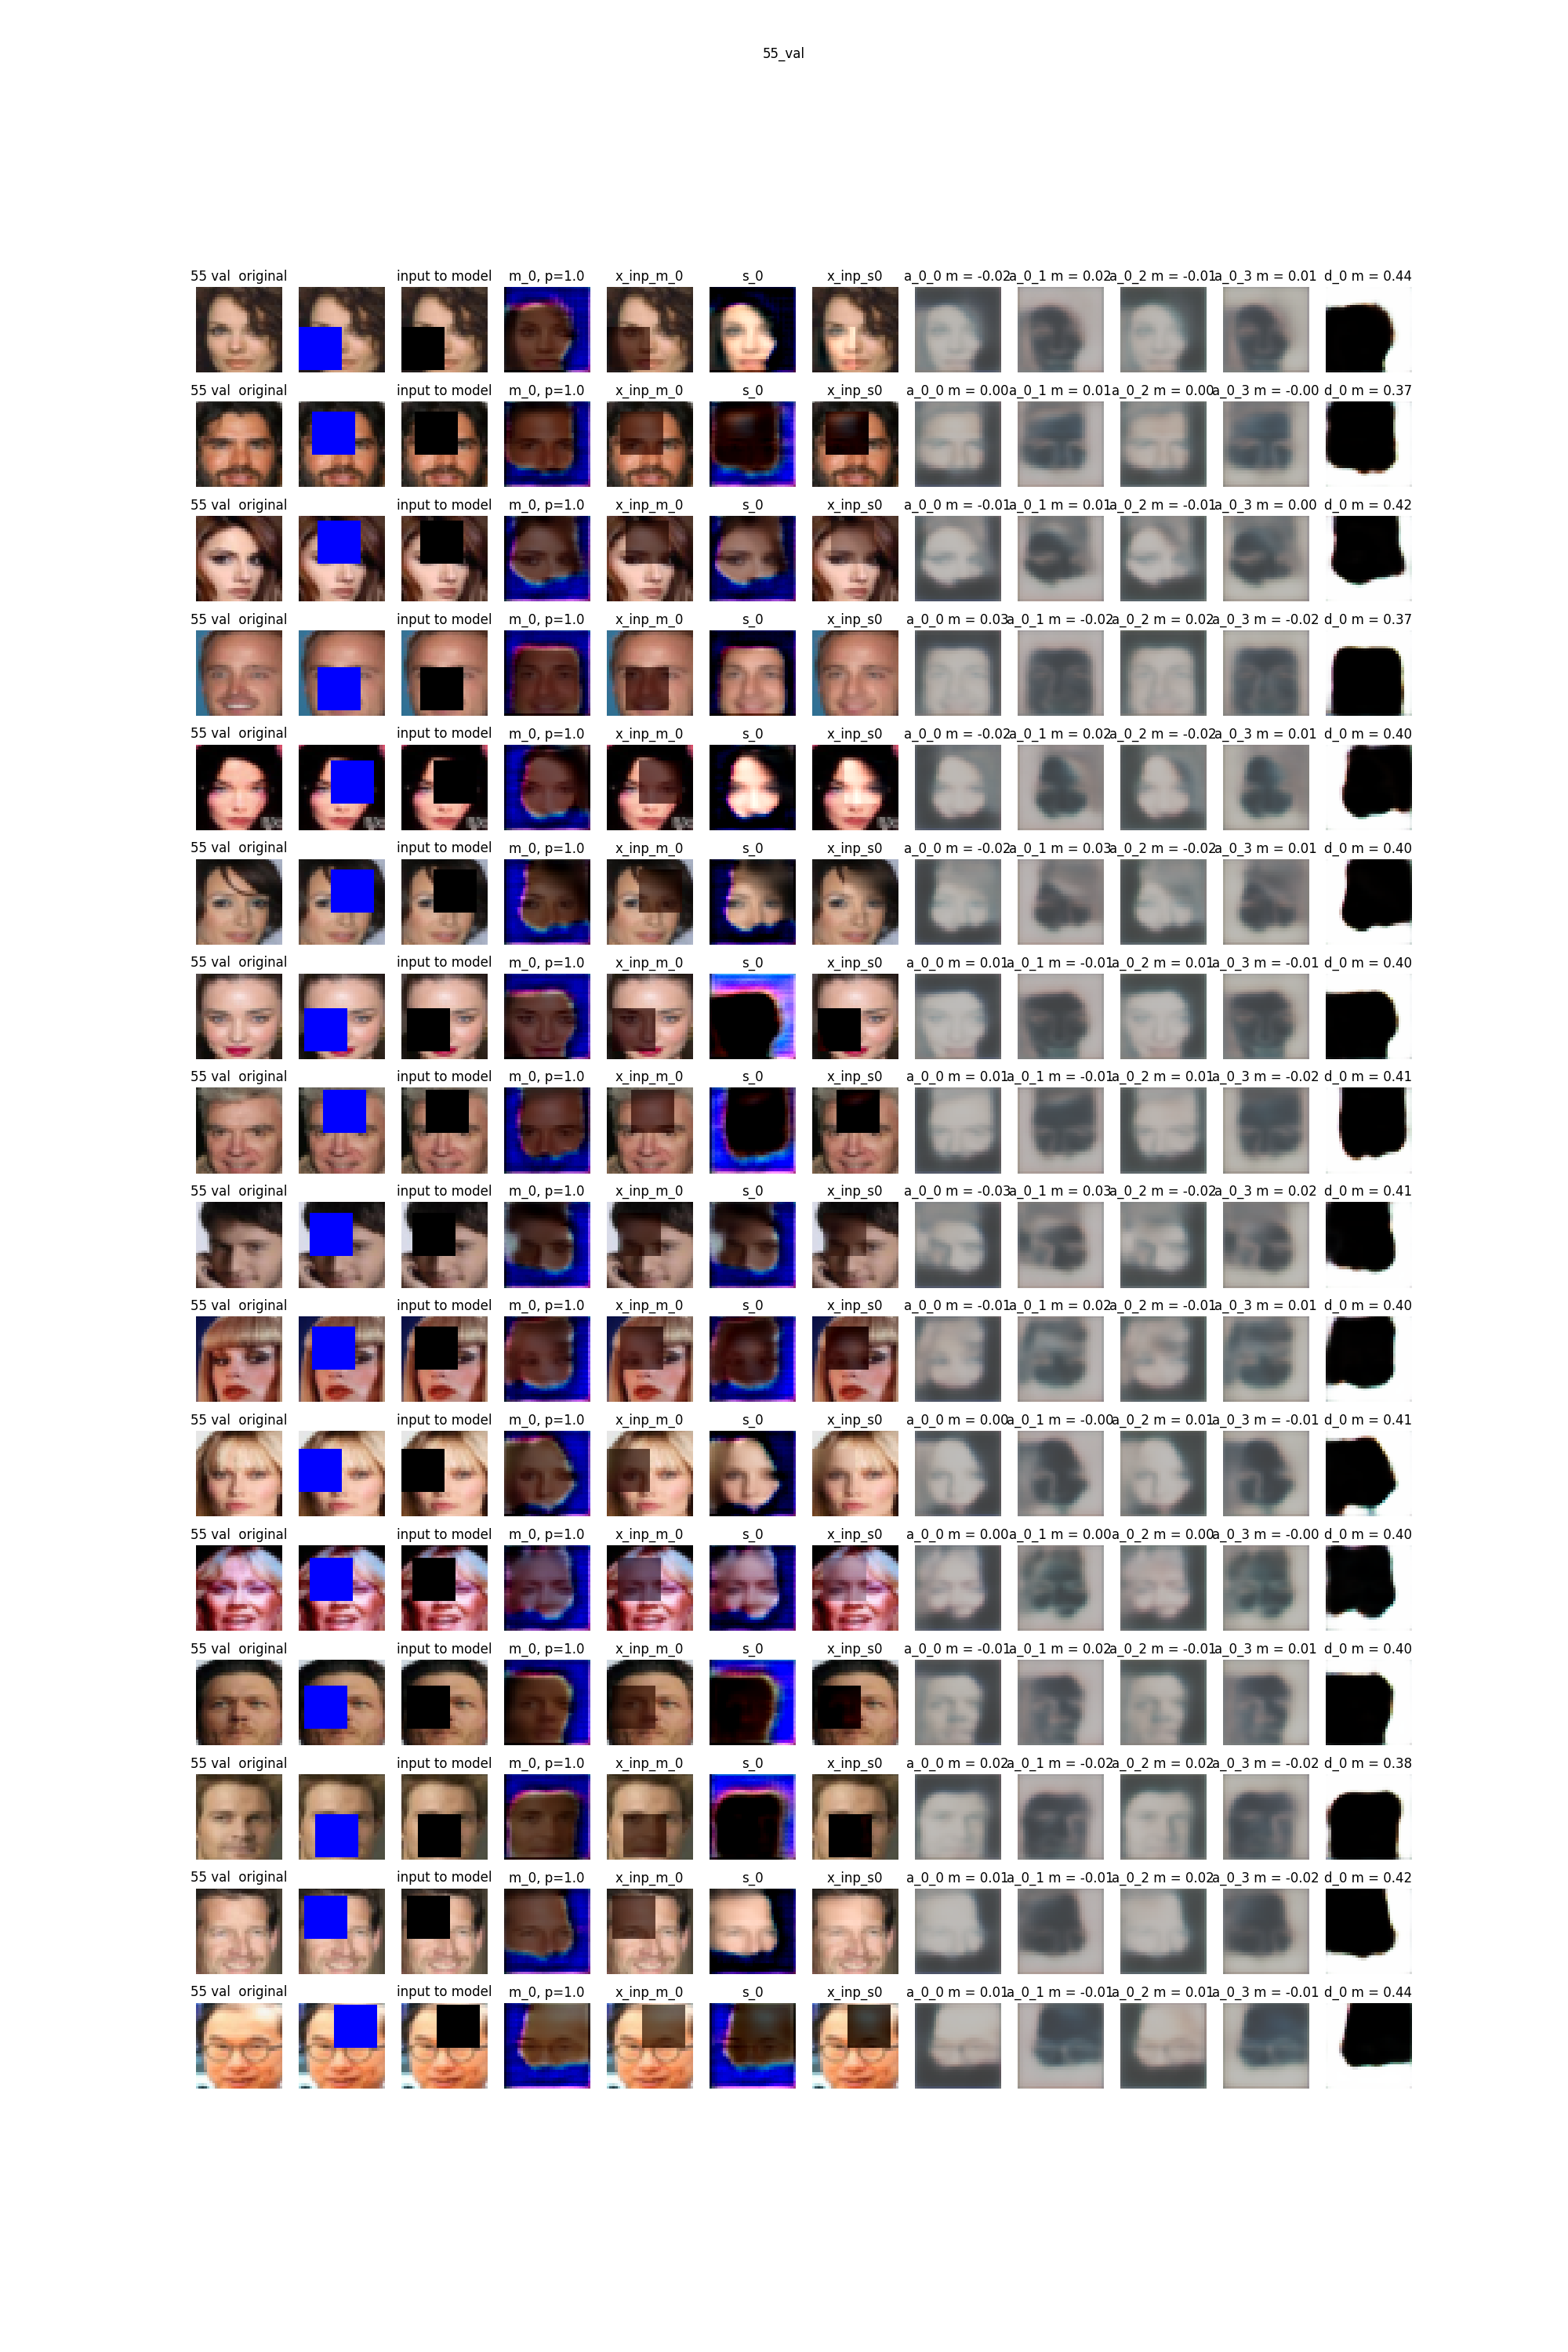 55_val
55 val original input to model m_0, p=1.0 x_inp_m_0 s_0 x_inp_s0 a_0_0 m = -0.02 a_0_1 m = 0.02 a_0_2 m = -0.01 a_0_3 m = 0.01 d_0 m = 0.44
55 val original input to model m_0, p=1.0 x_inp_m_0 s_0 x_inp_s0 a_0_0 m = 0.00 a_0_1 m = 0.01 a_0_2 m = 0.00 a_0_3 m = -0.00 d_0 m = 0.37
55 val original input to model m_0, p=1.0 x_inp_m_0 s_0 x_inp_s0 a_0_0 m = -0.01 a_0_1 m = 0.01 a_0_2 m = -0.01 a_0_3 m = 0.00 d_0 m = 0.42
55 val original input to model m_0, p=1.0 x_inp_m_0 s_0 x_inp_s0 a_0_0 m = 0.03 a_0_1 m = -0.02 a_0_2 m = 0.02 a_0_3 m = -0.02 d_0 m = 0.37
55 val original input to model m_0, p=1.0 x_inp_m_0 s_0 x_inp_s0 a_0_0 m = -0.02 a_0_1 m = 0.02 a_0_2 m = -0.02 a_0_3 m = 0.01 d_0 m = 0.40
55 val original input to model m_0, p=1.0 x_inp_m_0 s_0 x_inp_s0 a_0_0 m = -0.02 a_0_1 m = 0.03 a_0_2 m = -0.02 a_0_3 m = 0.01 d_0 m = 0.40
55 val original input to model m_0, p=1.0 x_inp_m_0 s_0 x_inp_s0 a_0_0 m = 0.01 a_0_1 m = -0.01 a_0_2 m = 0.01 a_0_3 m = -0.01 d_0 m = 0.40
55 val original input to model m_0, p=1.0 x_inp_m_0 s_0 x_inp_s0 a_0_0 m = 0.01 a_0_1 m = -0.01 a_0_2 m = 0.01 a_0_3 m = -0.02 d_0 m = 0.41
55 val original input to model m_0, p=1.0 x_inp_m_0 s_0 x_inp_s0 a_0_0 m = -0.03 a_0_1 m = 0.03 a_0_2 m = -0.02 a_0_3 m = 0.02 d_0 m = 0.41
55 val original input to model m_0, p=1.0 x_inp_m_0 s_0 x_inp_s0 a_0_0 m = -0.01 a_0_1 m = 0.02 a_0_2 m = -0.01 a_0_3 m = 0.01 d_0 m = 0.40
55 val original input to model m_0, p=1.0 x_inp_m_0 s_0 x_inp_s0 a_0_0 m = 0.00 a_0_1 m = -0.00 a_0_2 m = 0.01 a_0_3 m = -0.01 d_0 m = 0.41
55 val original input to model m_0, p=1.0 x_inp_m_0 s_0 x_inp_s0 a_0_0 m = 0.00 a_0_1 m = 0.00 a_0_2 m = 0.00 a_0_3 m = -0.00 d_0 m = 0.40
55 val original input to model m_0, p=1.0 x_inp_m_0 s_0 x_inp_s0 a_0_0 m = -0.01 a_0_1 m = 0.02 a_0_2 m = -0.01 a_0_3 m = 0.01 d_0 m = 0.40
55 val original input to model m_0, p=1.0 x_inp_m_0 s_0 x_inp_s0 a_0_0 m = 0.02 a_0_1 m = -0.02 a_0_2 m = 0.02 a_0_3 m = -0.02 d_0 m = 0.38
55 val original input to model m_0, p=1.0 x_inp_m_0 s_0 x_inp_s0 a_0_0 m = 0.01 a_0_1 m = -0.01 a_0_2 m = 0.02 a_0_3 m = -0.02 d_0 m = 0.42
55 val original input to model m_0, p=1.0 x_inp_m_0 s_0 x_inp_s0 a_0_0 m = 0.01 a_0_1 m = -0.01 a_0_2 m = 0.01 a_0_3 m = -0.01 d_0 m = 0.44